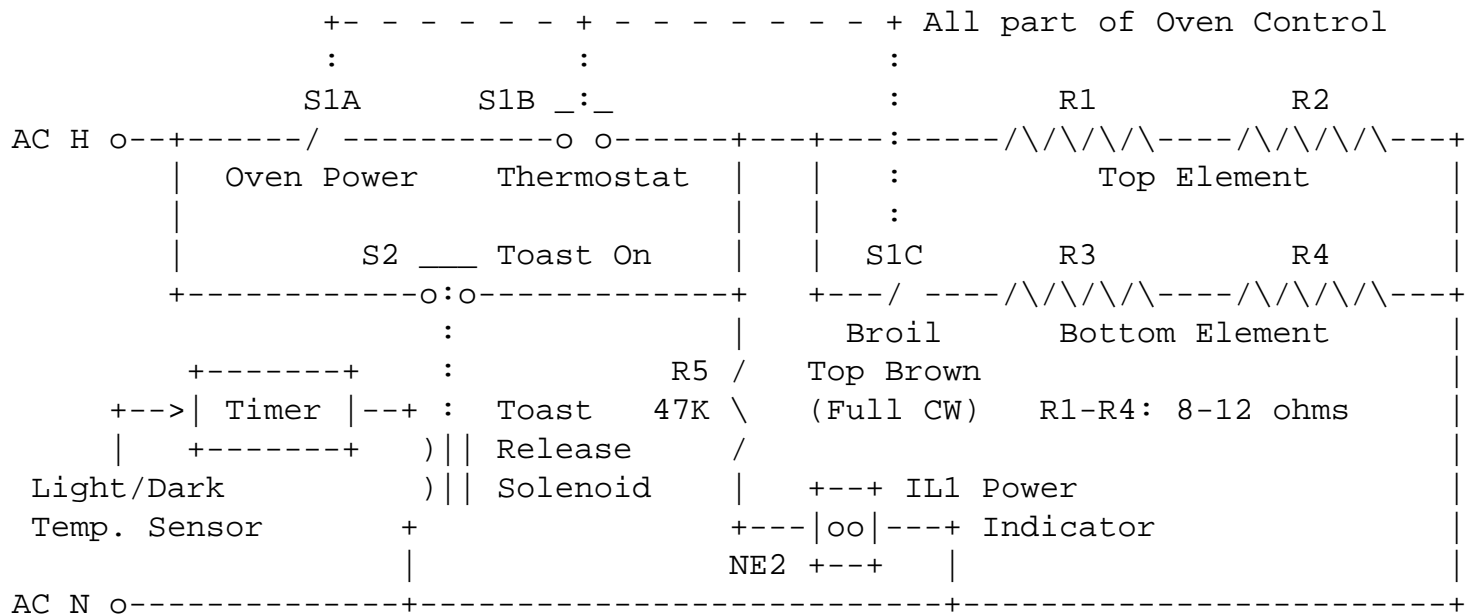 +- - - - - - + - - - - - - - - + All part of Oven Control
: : :
S1A S1B _:_ : R1 R2
AC H o--+------/ -----------o o------+---+---:-----/\/\/\/\----/\/\/\/\---+
| Oven Power Thermostat | | : Top Element |
| | | : |
| S2 ___ Toast On | | S1C R3 R4 |
+------------o:o-------------+ +---/ ----/\/\/\/\----/\/\/\/\---+
: | Broil Bottom Element |
+-------+ : R5 / Top Brown |
+-->| Timer |--+ : Toast 47K \ (Full CW) R1-R4: 8-12 ohms |
| +-------+ )|| Release / |
Light/Dark )|| Solenoid | +--+ IL1 Power |
Temp. Sensor + +---|oo|---+ Indicator |
| NE2 +--+ | |
AC N o--------------+----------------------------+--------------------------+